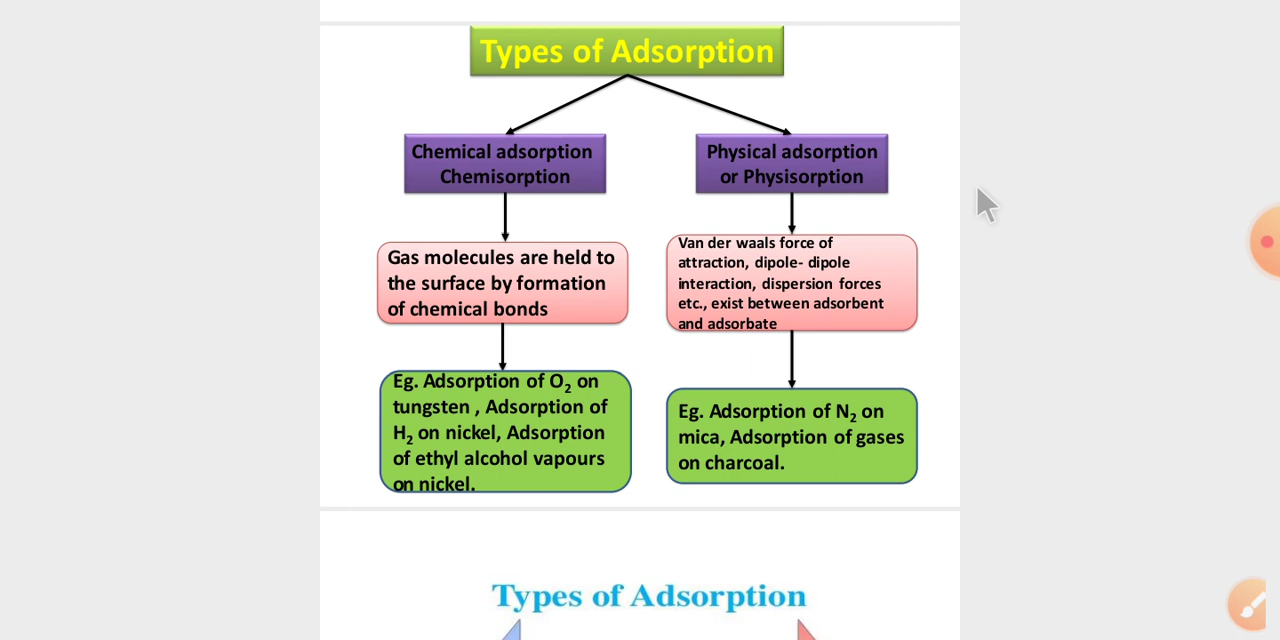 Types of Adsorption
Chemical adsorption
Chemisorption
Physical adsorption
or Physisorption
Gas molecules are held to
the surface by formation
of chemical bonds
Van der waals force of
attraction, dipole- dipole
interaction, dispersion forces
etc., exist between adsorbent
and adsorbate
Eg. Adsorption of O₂ on
tungsten , Adsorption of
H₂ on nickel, Adsorption
of ethyl alcohol vapours
on nickel.
Eg. Adsorption of N₂ on
mica, Adsorption of gases
on charcoal.
Types of Adsorption